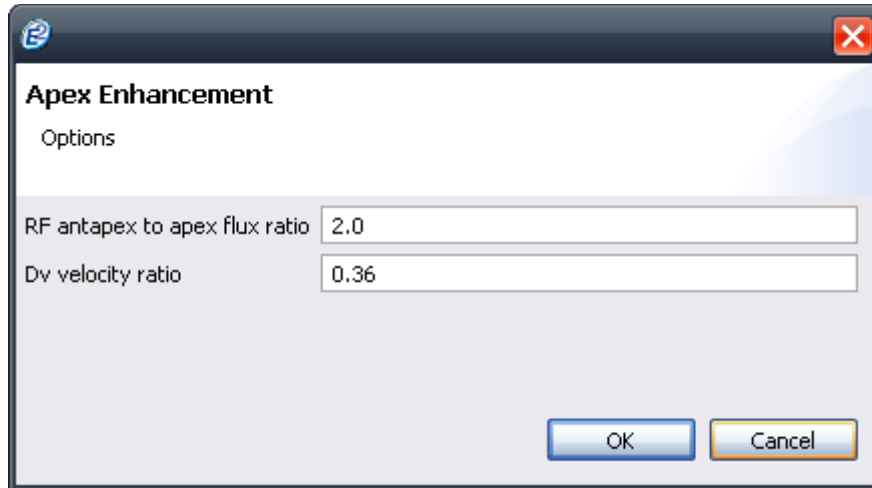 Apex Enhancement
Options
RF antapex to apex flux ratio 2.0
Dv velocity ratio 0.36
OK Cancel